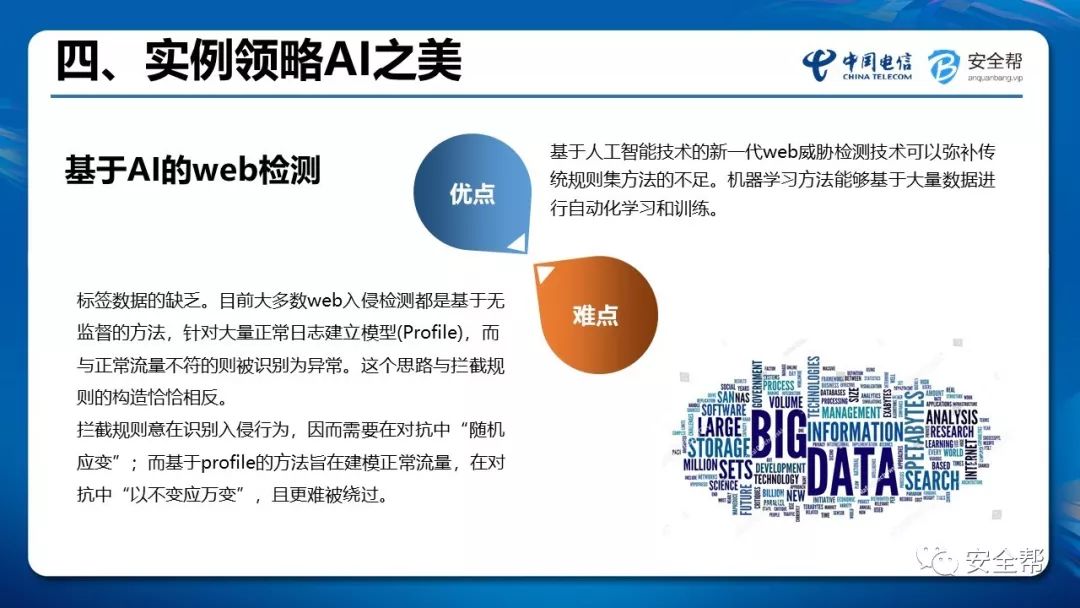 四、实例领略AI之美
中国电信
CHINA TELECOM
安全帮
anquanbang.vip
基于AI的web检测
优点
基于人工智能技术的新一代web威胁检测技术可以弥补传
统规则集方法的不足。机器学习方法能够基于大量数据进
行自动化学习和训练。
难点
标签数据的缺乏。目前大多数web入侵检测都是基于无
监督的方法，针对大量正常日志建立模型(Profile)，而
与正常流量不符的则被识别为异常。这个思路与拦截规
则的构造恰恰相反。
拦截规则意在识别入侵行为，因而需要在对抗中“随机
应变”；而基于profile的方法旨在建模正常流量，在对
抗中“以不变应万变”，且更难被绕过。
GOVERNMENT
PROCESS
VOLUME
TECHNOLOGIES
SAN
NAS
SOFTWARE
LARGE
STORAGE
MILLION
SETS
SCIENCE
FUTURE
BIG
DATA
DATABASES
PROCESSING
SIZE
EXABYTES
MANAGEMENT
INFORMATION
PETABYTES
ANALYSIS
RESEARCH
LEARNING
INTERNET
EVERY
WORLD
BASED
SEARCH
DEVELOPMENT
TECHNOLOGY
BILLION
NEW
PARALLEL
INITIATIVE
ECONOMIC
安全帮